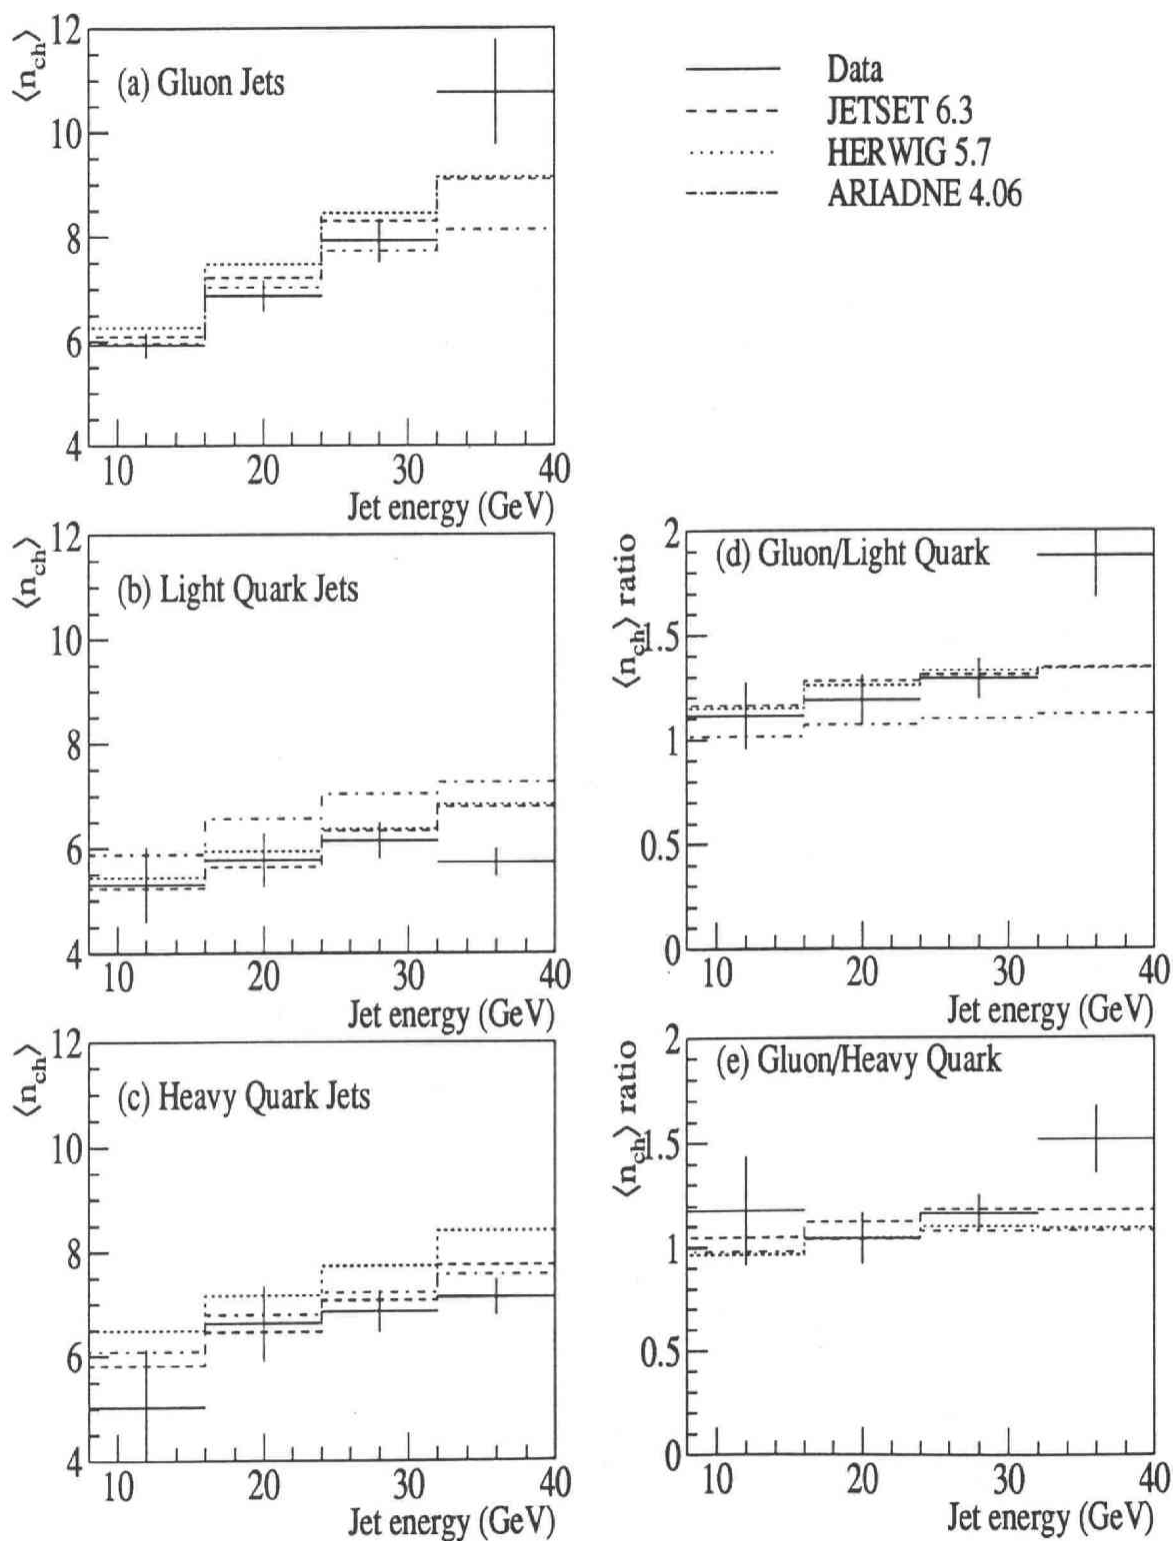 ⟨n_ch⟩
12
10
8
6
4
(a) Gluon Jets
10 20 30 40
Jet energy (GeV)
Data
JETSET 6.3
HERWIG 5.7
ARIADNE 4.06
⟨n_ch⟩
12
10
8
6
4
(b) Light Quark Jets
10 20 30 40
Jet energy (GeV)
⟨n_ch⟩ ratio
2
1.5
1
0.5
0
(d) Gluon/Light Quark
10 20 30 40
Jet energy (GeV)
⟨n_ch⟩
12
10
8
6
4
(c) Heavy Quark Jets
10 20 30 40
Jet energy (GeV)
⟨n_ch⟩ ratio
2
1.5
1
0.5
0
(e) Gluon/Heavy Quark
10 20 30 40
Jet energy (GeV)